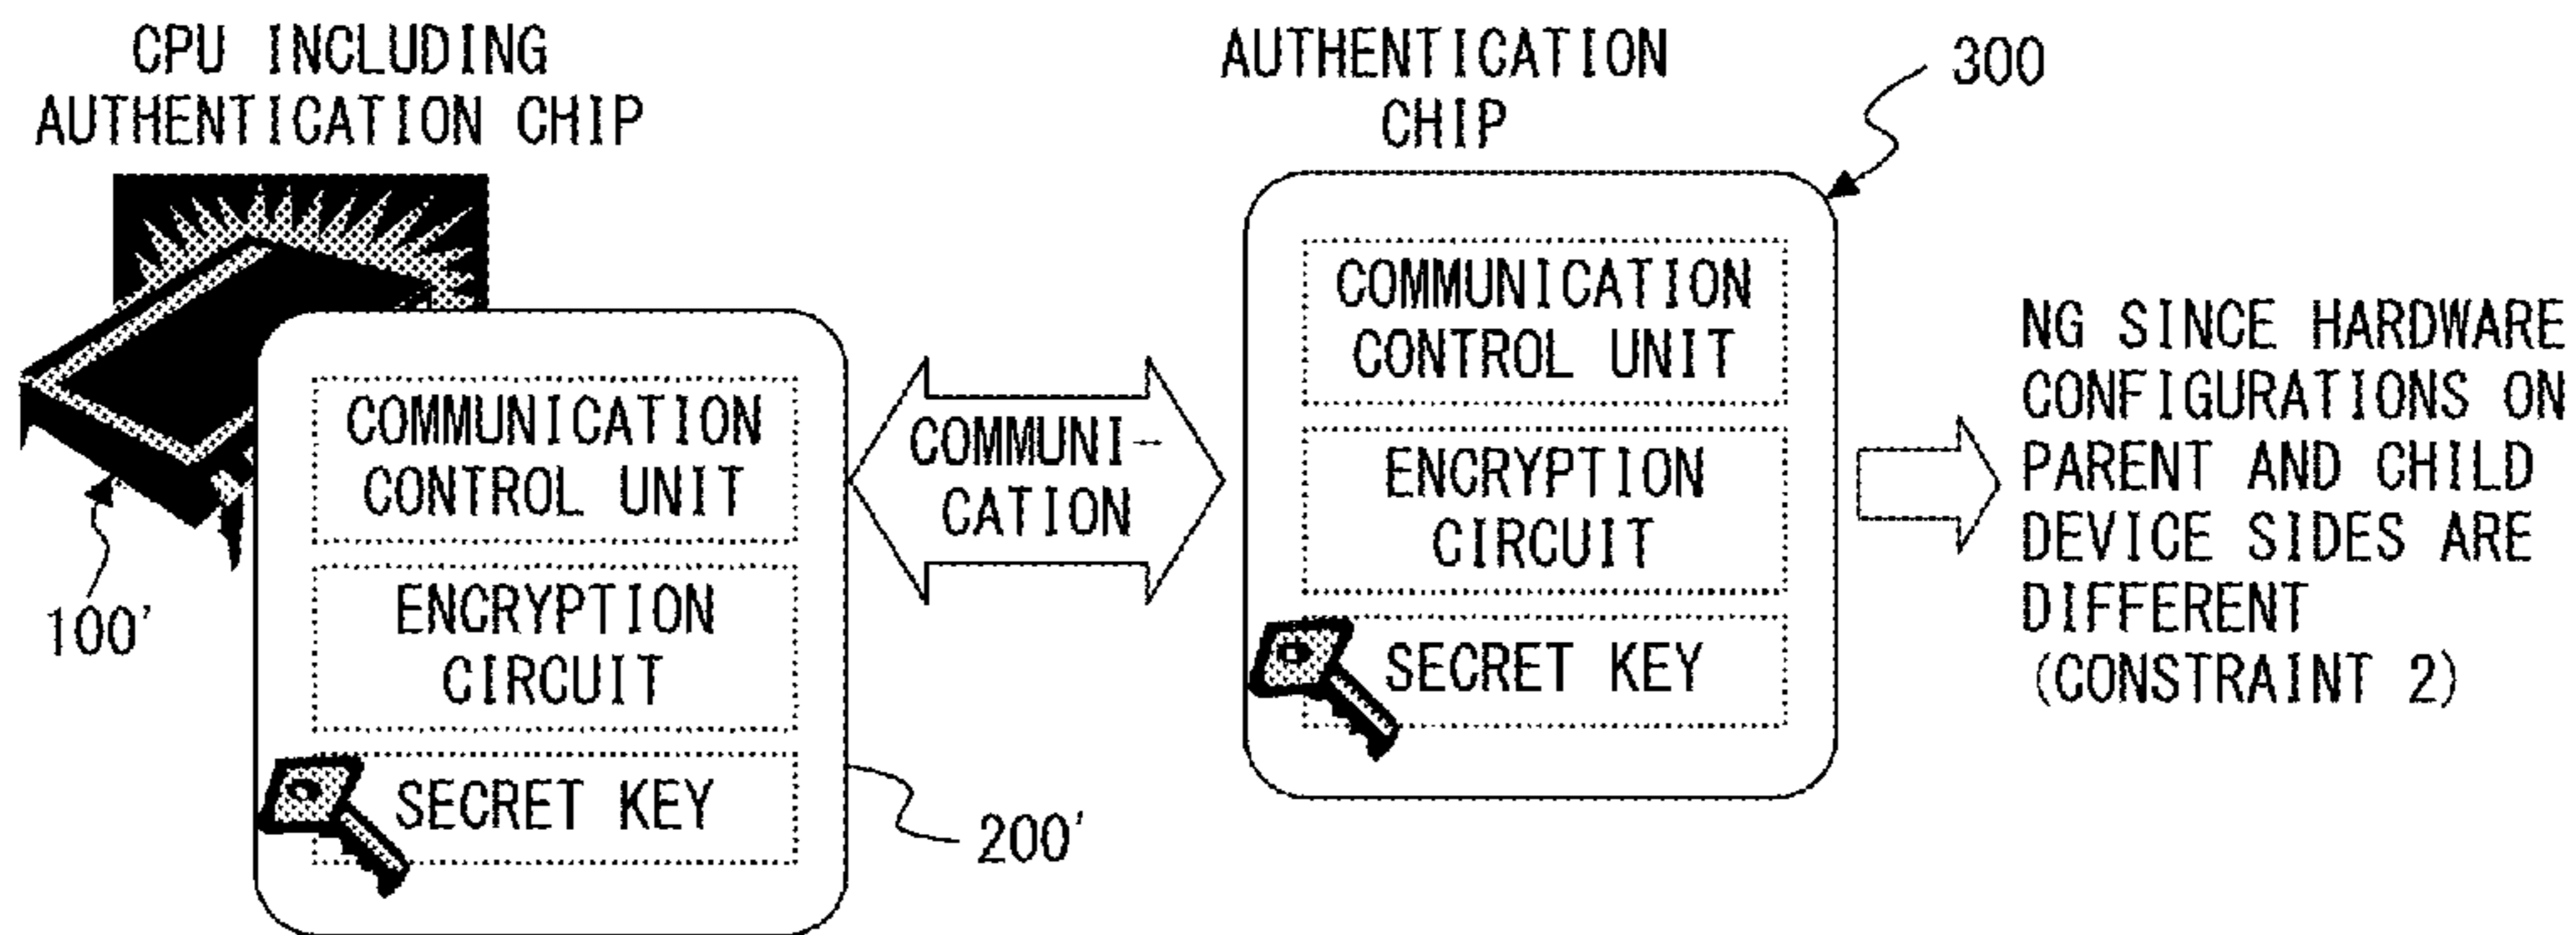 CPU INCLUDING
AUTHENTICATION CHIP
100'
COMMUNICATION
CONTROL UNIT
ENCRYPTION
CIRCUIT
SECRET KEY
200'
COMMUNI-
CATION
AUTHENTICATION
CHIP
300
COMMUNICATION
CONTROL UNIT
ENCRYPTION
CIRCUIT
SECRET KEY
NG SINCE HARDWARE
CONFIGURATIONS ON
PARENT AND CHILD
DEVICE SIDES ARE
DIFFERENT
(CONSTRAINT 2)